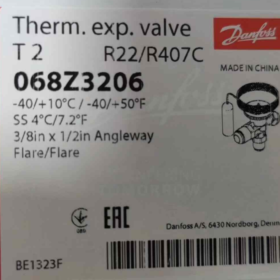 Therm. exp. valve
T 2 R22/R407C
Danfoss
068Z3206
MADE IN CHINA
-40/+10°C / -40/+50°F
SS 4°C/7.2°F
3/8in x 1/2in Angleway
Flare/Flare
EAC
Danfoss A/S, 6430 Nordborg, Denm
BE1323F